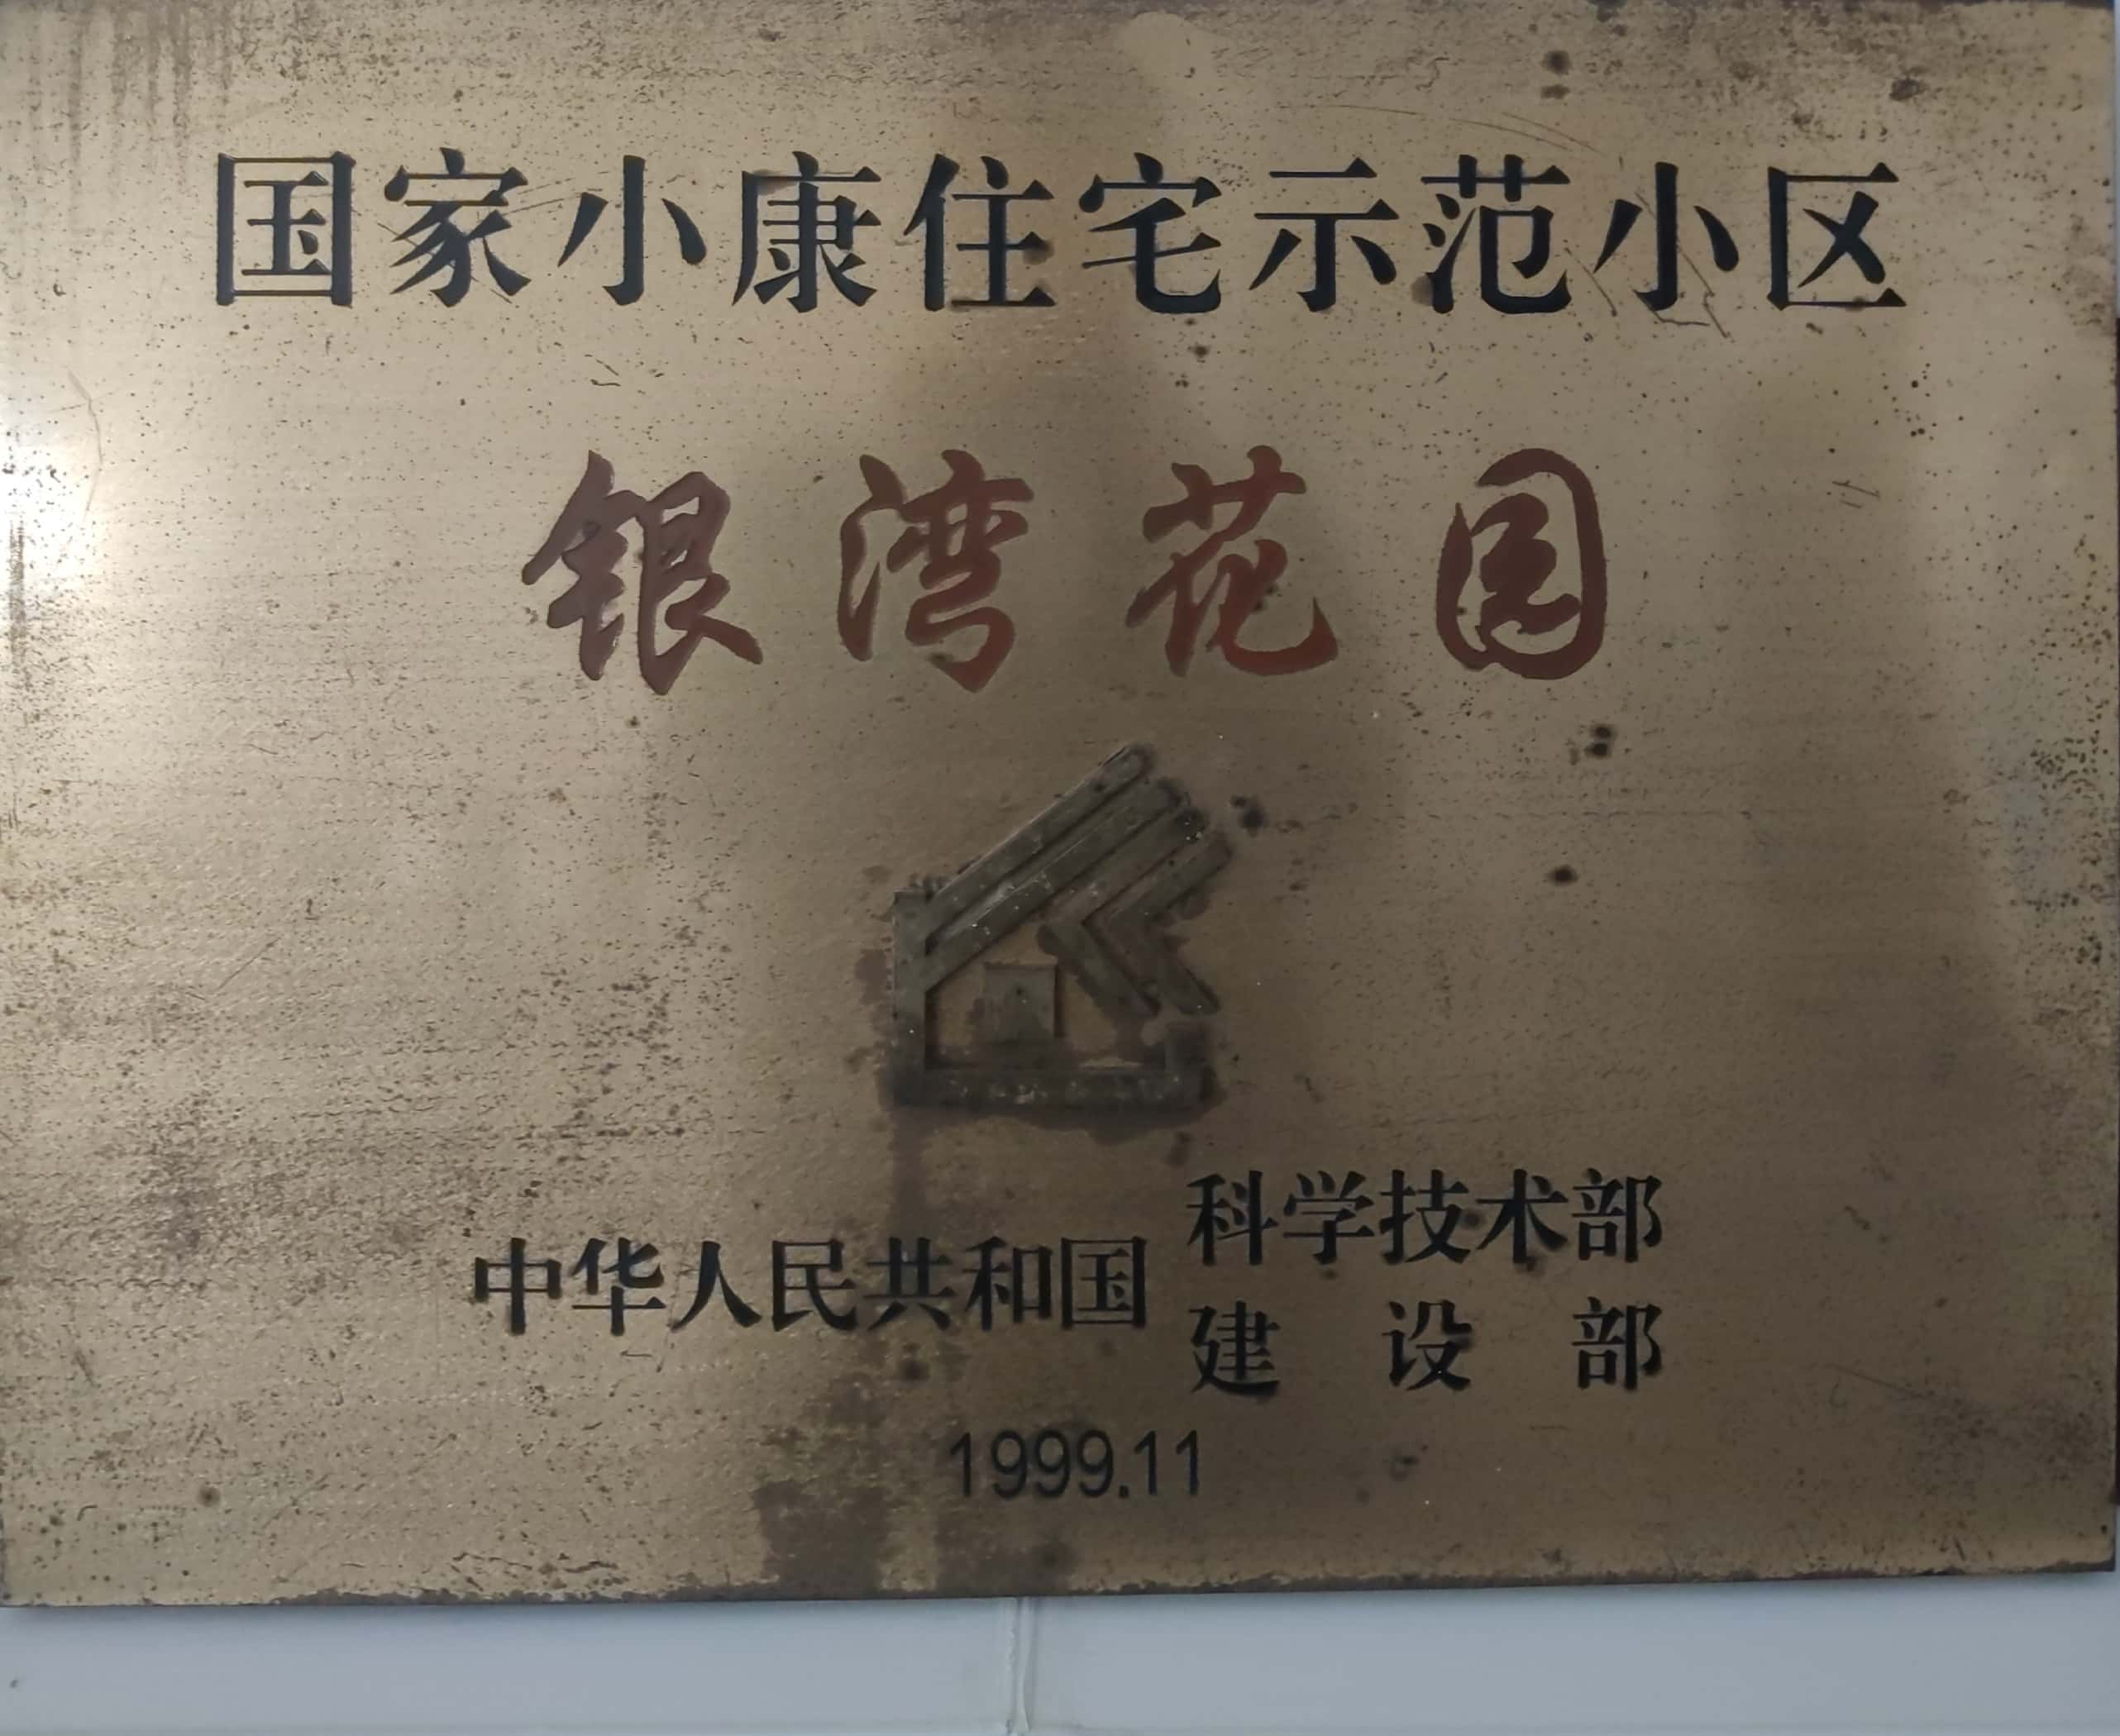 国家小康住宅示范小区
银湾花园
中华人民共和国
科学技术部
建设部
1999.11